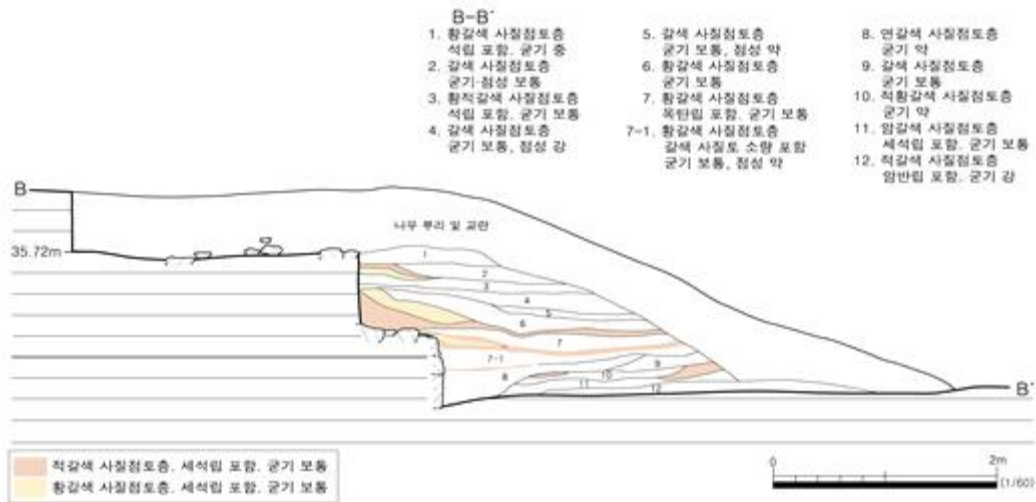 B-B'
1. 황갈색 사질점토층
석립 포함. 굳기 중
2. 갈색 사질점토층
굳기·점성 보통
3. 황적갈색 사질점토층
석립 포함. 굳기 보통
4. 갈색 사질점토층
굳기 보통, 점성 강
5. 갈색 사질점토층
굳기 보통, 점성 약
6. 황갈색 사질점토층
굳기 보통
7. 황갈색 사질점토층
목탄립 포함. 굳기 보통
7-1. 황갈색 사질점토층
갈색 사질토 소량 포함
굳기 보통, 점성 약
8. 연갈색 사질점토층
굳기 약
9. 갈색 사질점토층
굳기 보통
10. 적황갈색 사질점토층
굳기 약
11. 암갈색 사질점토층
세석립 포함. 굳기 보통
12. 적갈색 사질점토층
암반립 포함. 굳기 강
B
나무 뿌리 및 교란
35.72m
1
2
3
4
5
6
7
7-1
8
9
10
11
12
B'
적갈색 사질점토층. 세석립 포함. 굳기 보통
황갈색 사질점토층. 세석립 포함. 굳기 보통
0 2m
(1/60)